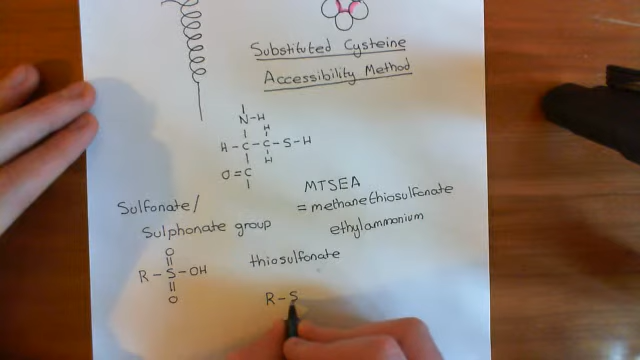 Substituted Cysteine
Accessibility Method
N-H
H
H-C-C-S-H
H
O=C
Sulfonate/
Sulphonate group
MTSEA
= methanethiosulfonate
ethylammonium
O
R-S-OH
O
thiosulfonate
R-S